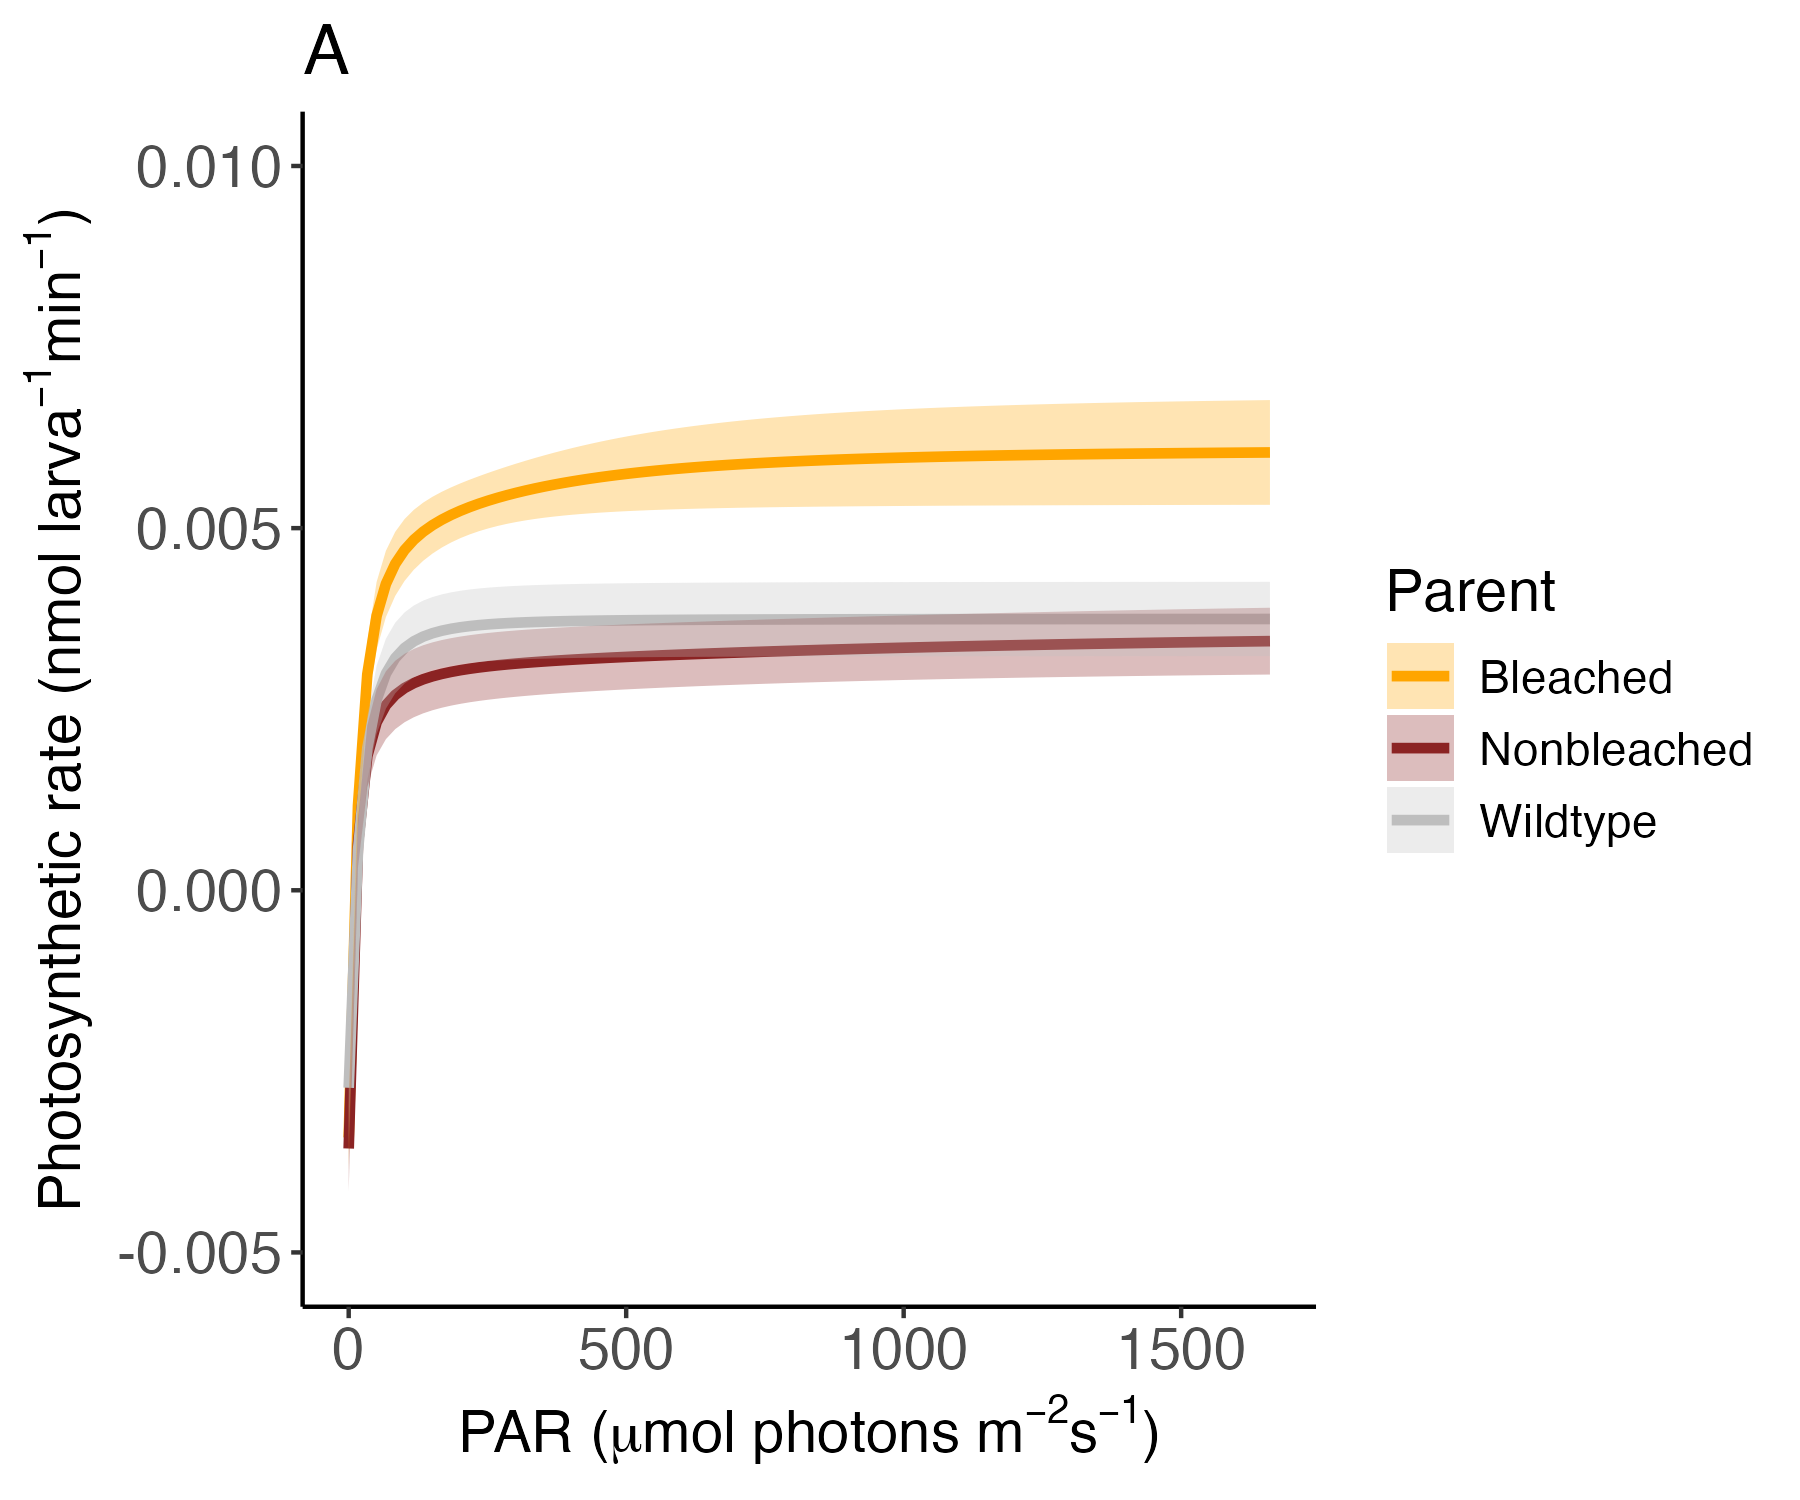 A
0.010
0.005
0.000
-0.005
Photosynthetic rate (nmol larva⁻¹min⁻¹)
0 500 1000 1500
PAR (μmol photons m⁻²s⁻¹)
Parent
Bleached
Nonbleached
Wildtype